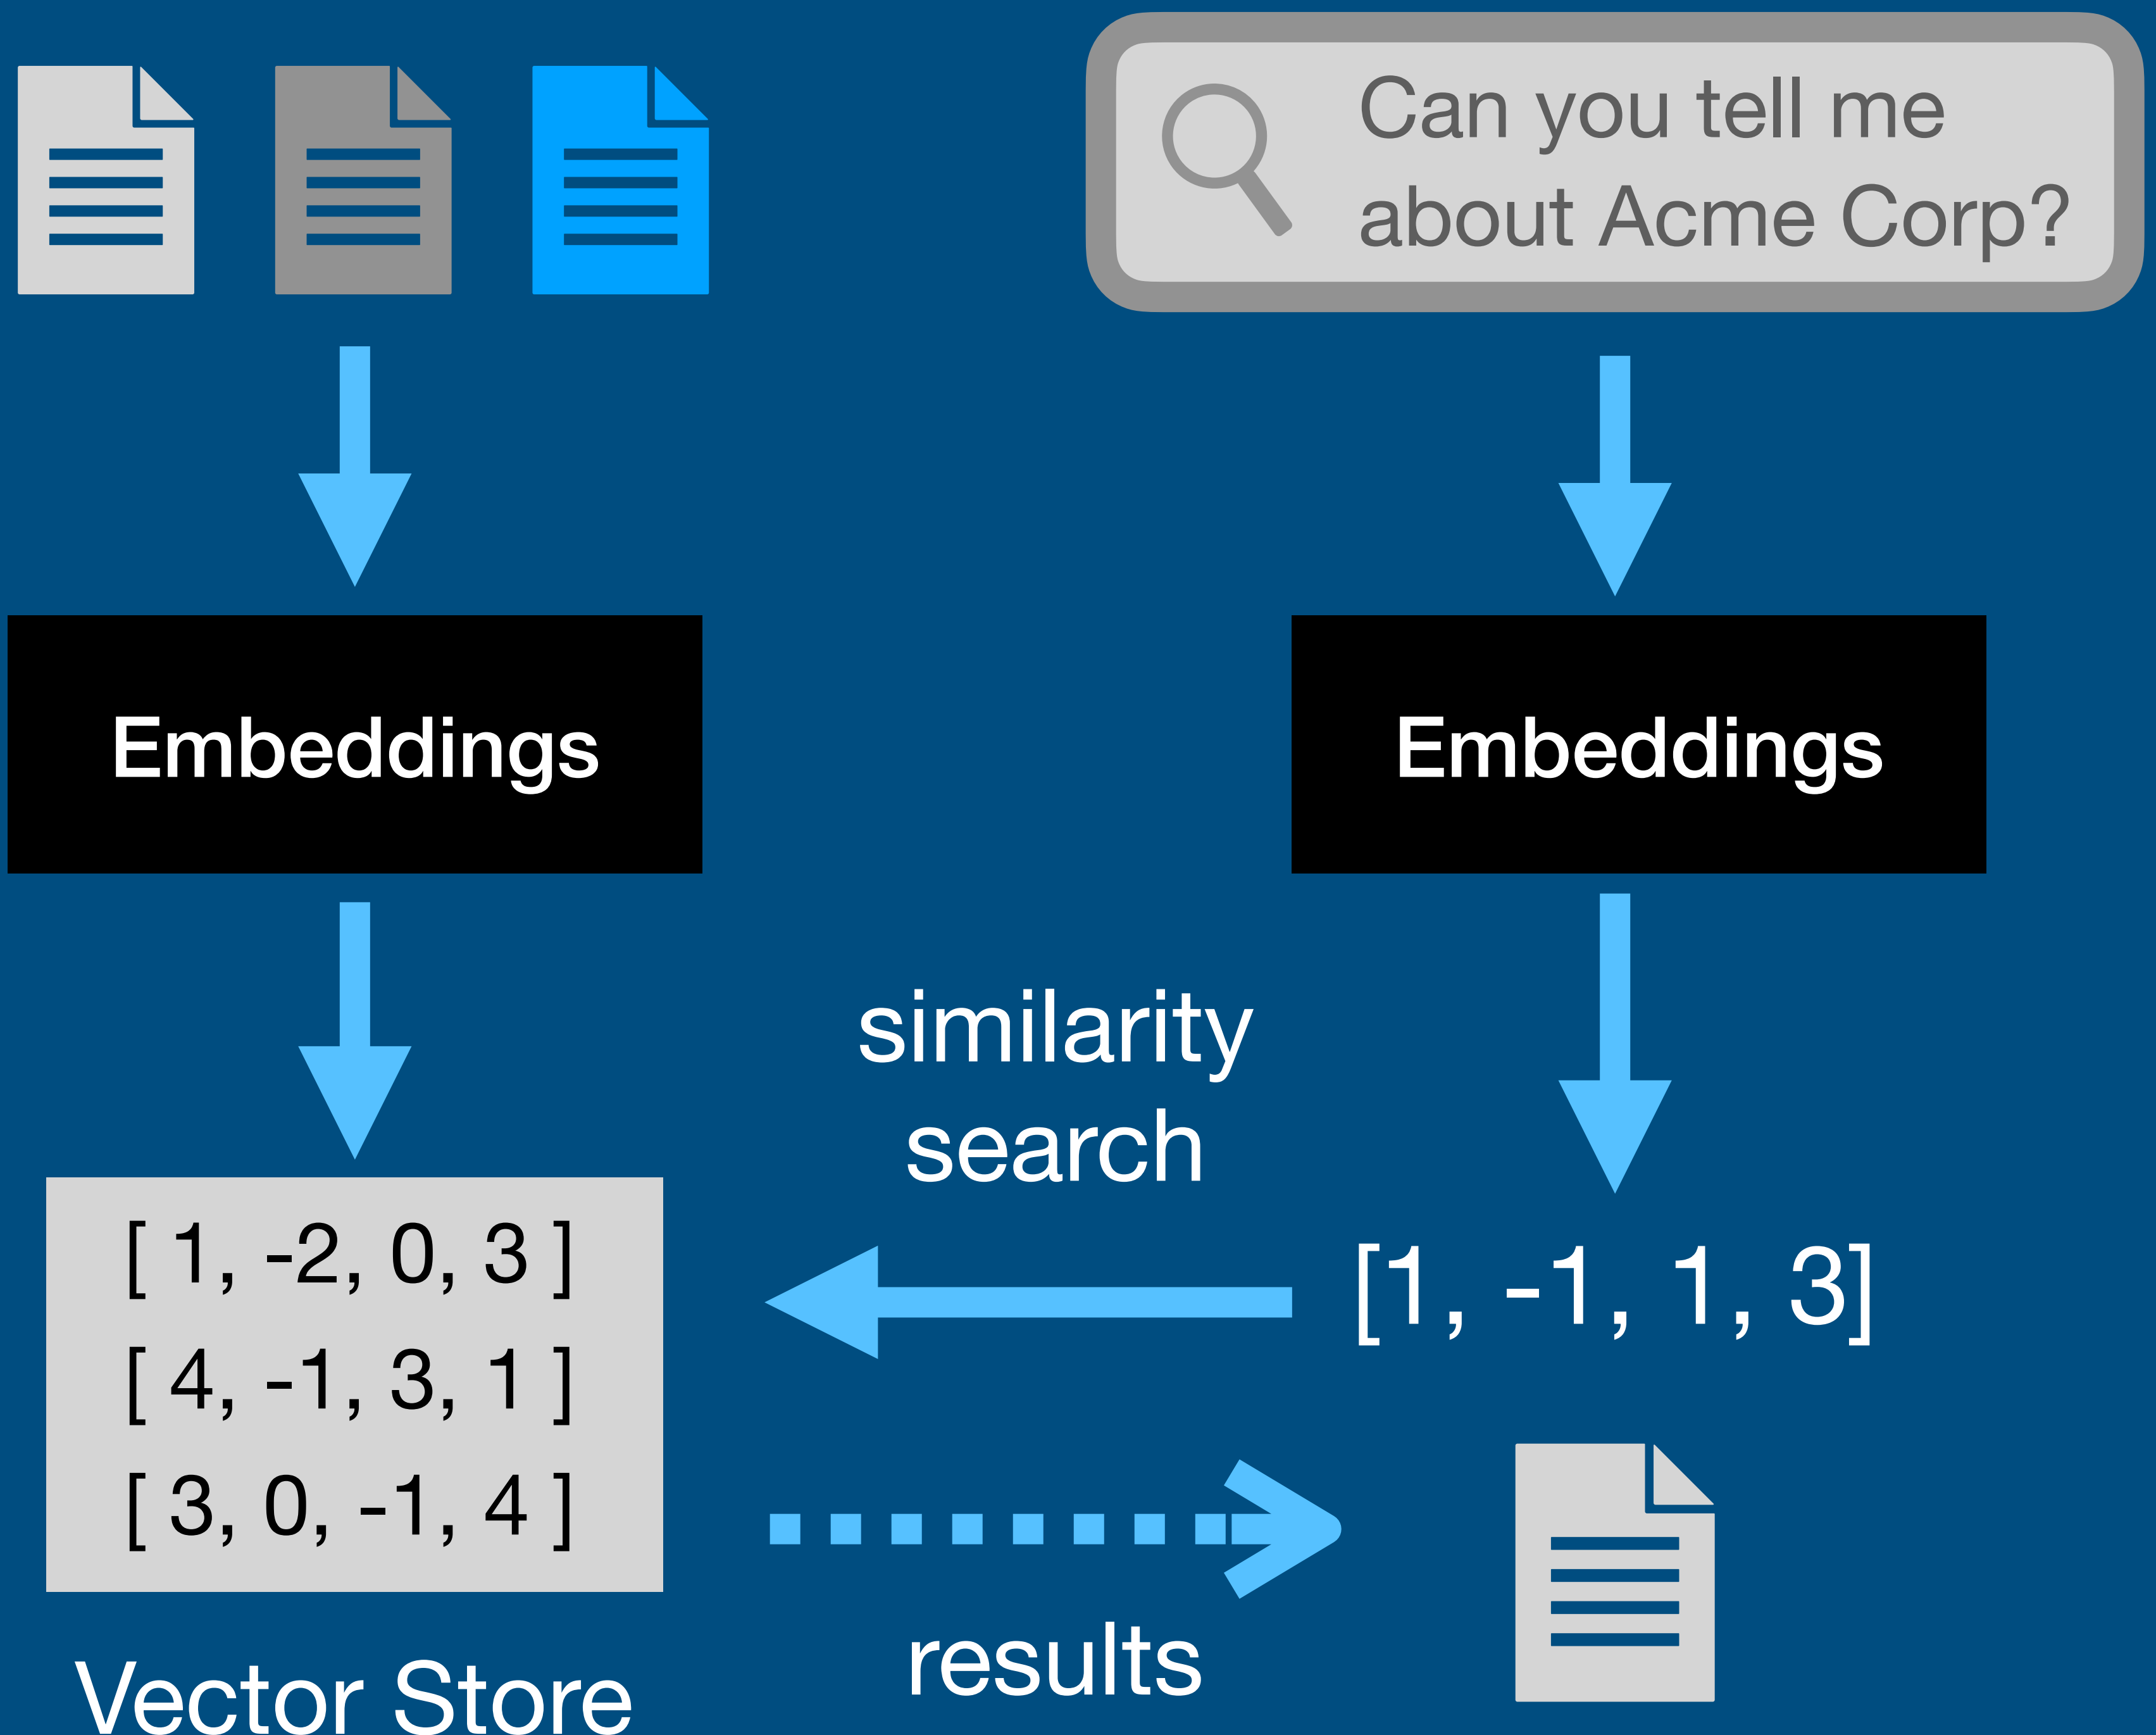 Can you tell me
about Acme Corp?
Embeddings
Embeddings
similarity
search
[ 1, -2, 0, 3 ]
[ 4, -1, 3, 1 ]
[ 3, 0, -1, 4 ]
[1, -1, 1, 3]
results
Vector Store